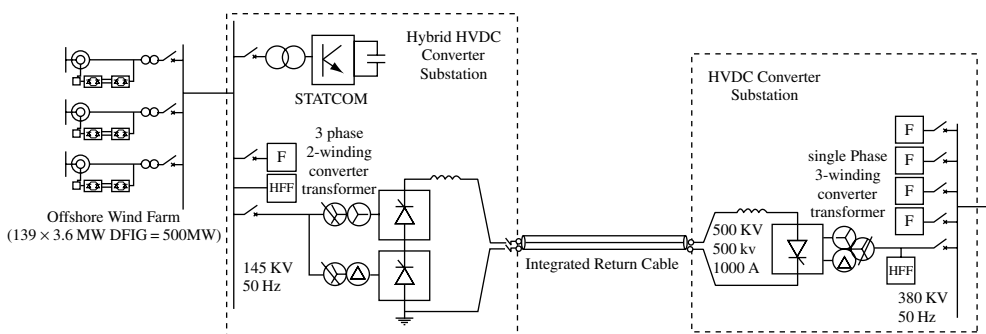 Hybrid HVDC
Converter
Substation
STATCOM
3 phase
2-winding
converter
transformer
F
HFF
Offshore Wind Farm
(139 × 3.6 MW DFIG = 500MW)
145 KV
50 Hz
Integrated Return Cable
HVDC Converter
Substation
500 KV
500 kv
1000 A
single Phase
3-winding
converter
transformer
F
F
F
F
HFF
380 KV
50 Hz